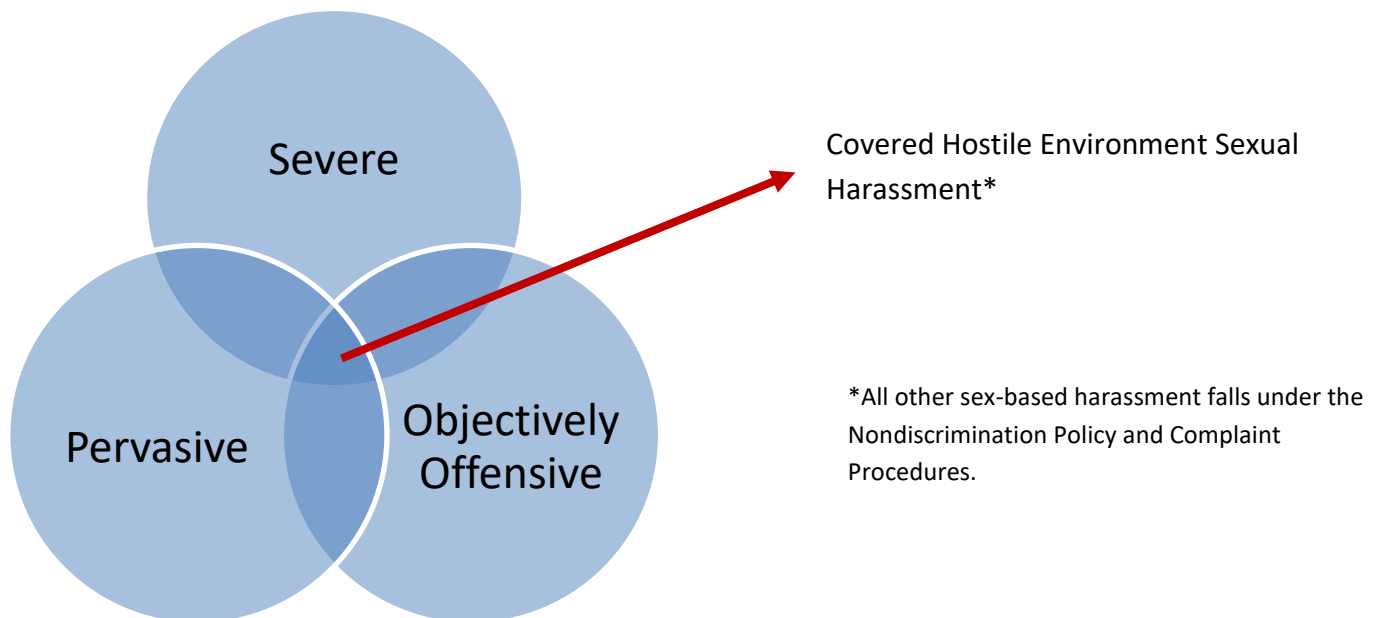 Severe
Covered Hostile Environment Sexual
Harassment*
Pervasive
Objectively
Offensive
*All other sex-based harassment falls under the
Nondiscrimination Policy and Complaint
Procedures.